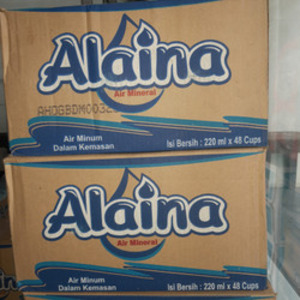 Alaina
Air Mineral
Air Minum
Dalam Kemasan
Isi Bersih : 220 ml x 48 Cups
Alaina
Air Mineral
Air Minum
Dalam Kemasan
Isi Bersih : 220 ml x 48 Cups